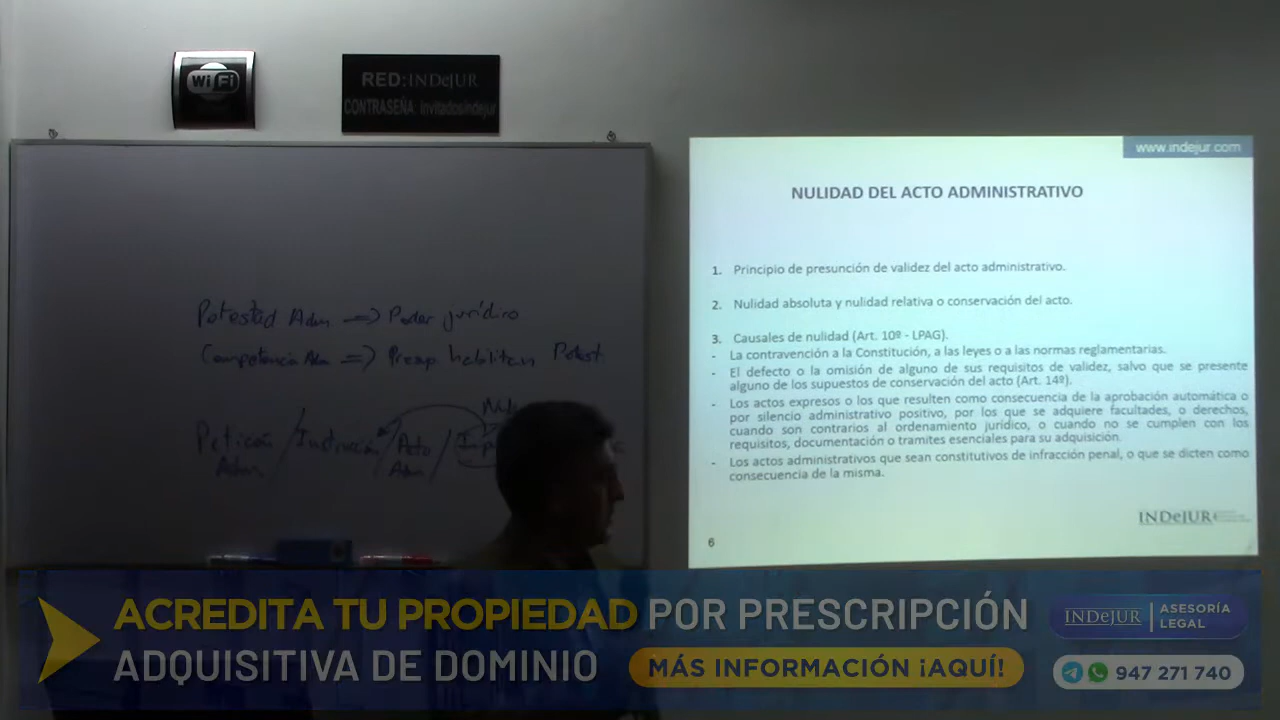 WiFi
RED: INDeJUR
CONTRASEÑA: invitadosindejur
Potestad Adm => Poder jurídico
Competencia Adm => Presup habilitan Potest
Petición / Instrucción / Acto /
Adm Adm
www.indejur.com
NULIDAD DEL ACTO ADMINISTRATIVO
1. Principio de presunción de validez del acto administrativo.
2. Nulidad absoluta y nulidad relativa o conservación del acto.
3. Causales de nulidad (Art. 10º - LPAG).
- La contravención a la Constitución, a las leyes o a las normas reglamentarias.
- El defecto o la omisión de alguno de sus requisitos de validez, salvo que se presente
alguno de los supuestos de conservación del acto (Art. 14º).
- Los actos expresos o los que resulten como consecuencia de la aprobación automática o
por silencio administrativo positivo, por los que se adquiere facultades, o derechos,
cuando son contrarios al ordenamiento jurídico, o cuando no se cumplen con los
requisitos, documentación o tramites esenciales para su adquisición.
- Los actos administrativos que sean constitutivos de infracción penal, o que se dicten como
consecuencia de la misma.
INDeJUR
6
ACREDITA TU PROPIEDAD POR PRESCRIPCIÓN
ADQUISITIVA DE DOMINIO
MÁS INFORMACIÓN ¡AQUÍ!
INDeJUR
ASESORÍA
LEGAL
947 271 740